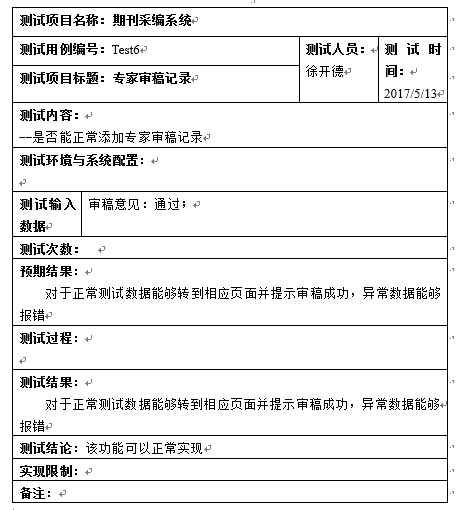 测试项目名称：期刊采编系统
测试用例编号：Test6
测试人员：
徐开德
测试时
间：
2017/5/13
测试项目标题：专家审稿记录
测试内容：
--是否能正常添加专家审稿记录
测试环境与系统配置：
测试输入
数据
审稿意见：通过；
测试次数：
预期结果：
对于正常测试数据能够转到相应页面并提示审稿成功，异常数据能够
报错
测试过程：
测试结果：
对于正常测试数据能够转到相应页面并提示审稿成功，异常数据能够
报错
测试结论：该功能可以正常实现
实现限制：
备注：